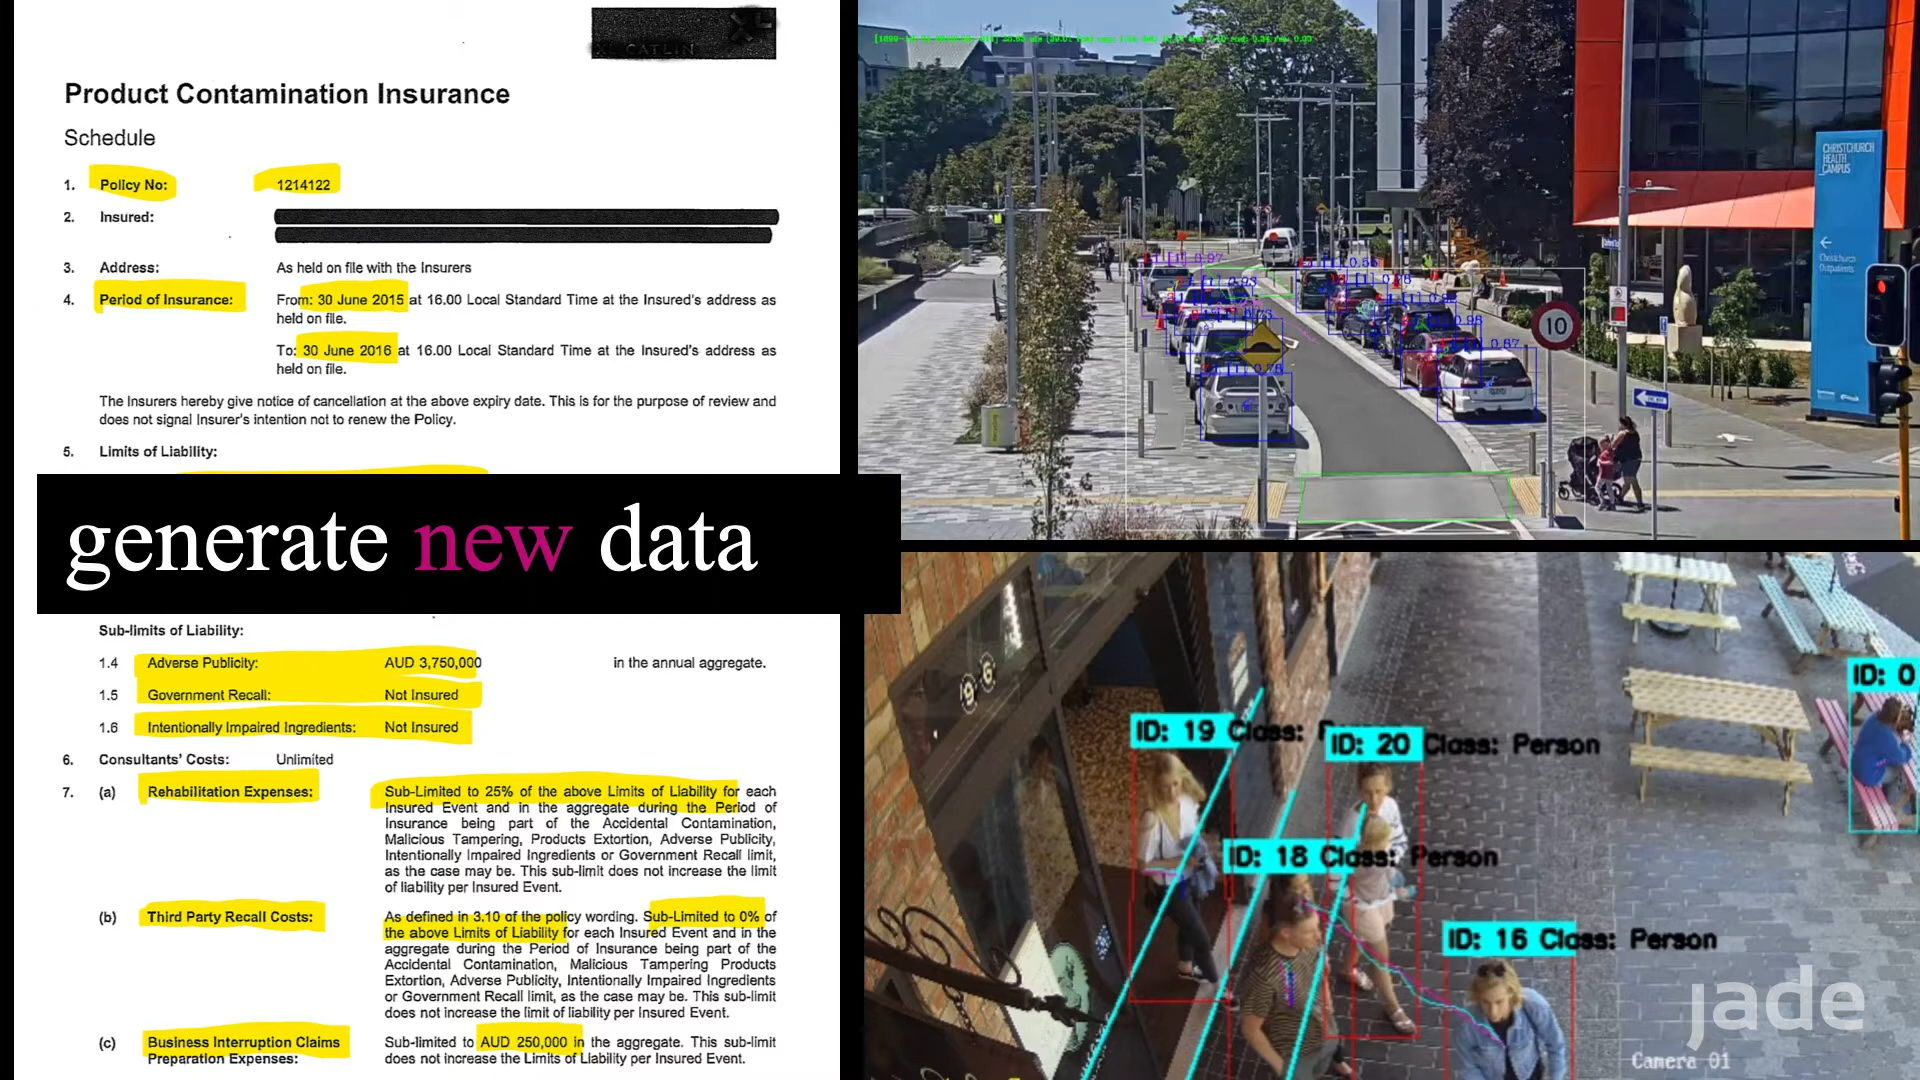 XL CATLIN
Product Contamination Insurance
Schedule
1. Policy No: 1214122
2. Insured:
3. Address: As held on file with the Insurers
4. Period of Insurance: From: 30 June 2015 at 16.00 Local Standard Time at the Insured's address as
held on file.
To: 30 June 2016 at 16.00 Local Standard Time at the Insured's address as
held on file.
The Insurers hereby give notice of cancellation at the above expiry date. This is for the purpose of review and
does not signal Insurer's intention not to renew the Policy.
5. Limits of Liability:
generate new data
Sub-limits of Liability:
1.4 Adverse Publicity: AUD 3,750,000 in the annual aggregate.
1.5 Government Recall: Not Insured
1.6 Intentionally Impaired Ingredients: Not Insured
6. Consultants' Costs: Unlimited
7. (a) Rehabilitation Expenses: Sub-Limited to 25% of the above Limits of Liability for each
Insured Event and in the aggregate during the Period of
Insurance being part of the Accidental Contamination,
Malicious Tampering, Products Extortion, Adverse Publicity,
Intentionally Impaired Ingredients or Government Recall limit,
as the case may be. This sub-limit does not increase the limit
of liability per Insured Event.
(b) Third Party Recall Costs: As defined in 3.10 of the policy wording. Sub-Limited to 0% of
the above Limits of Liability for each Insured Event and in the
aggregate during the Period of Insurance being part of the
Accidental Contamination, Malicious Tampering Products
Extortion, Adverse Publicity, Intentionally Impaired Ingredients
or Government Recall limit, as the case may be. This sub-limit
does not increase the limit of liability per Insured Event.
(c) Business Interruption Claims Sub-limited to AUD 250,000 in the aggregate. This sub-limit
Preparation Expenses: does not increase the Limits of Liability per Insured Event.
CHRISTCHURCH
HEALTH
CAMPUS
Christchurch
Outpatients
10
96
ID: 0
ID: 19 Class:
ID: 20 Class: Person
ID: 18 Class: Person
ID: 16 Class: Person
jade
Camera 01